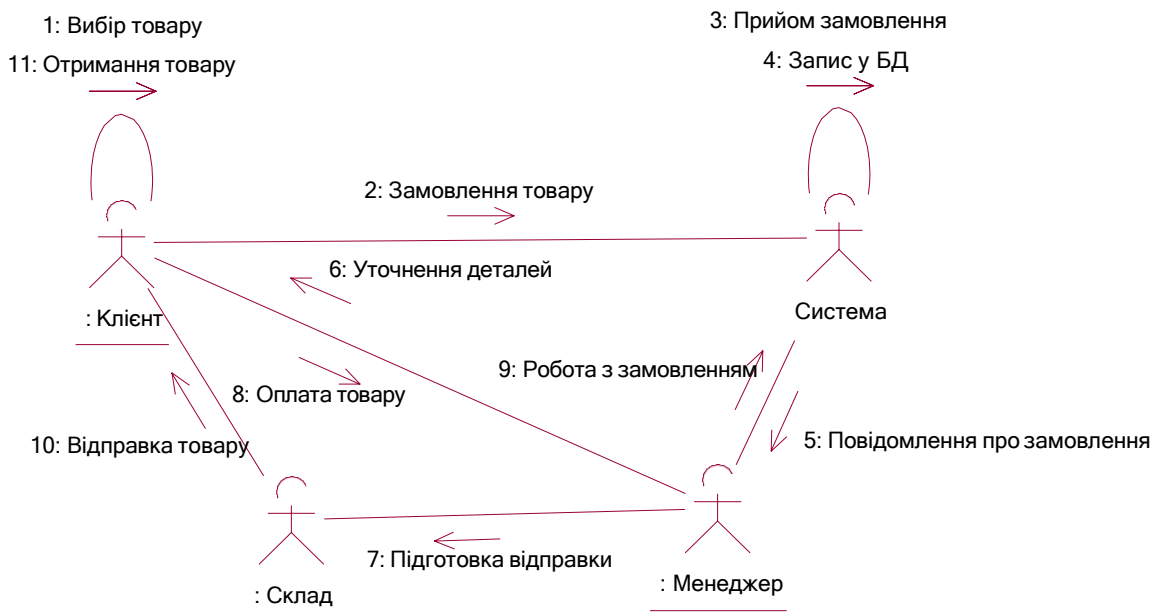 1: Вибір товару
3: Прийом замовлення
11: Отримання товару
4: Запис у БД
2: Замовлення товару
6: Уточнення деталей
: Клієнт
Система
9: Робота з замовленням
8: Оплата товару
10: Відправка товару
5: Повідомлення про замовлення
7: Підготовка відправки
: Склад
: Менеджер